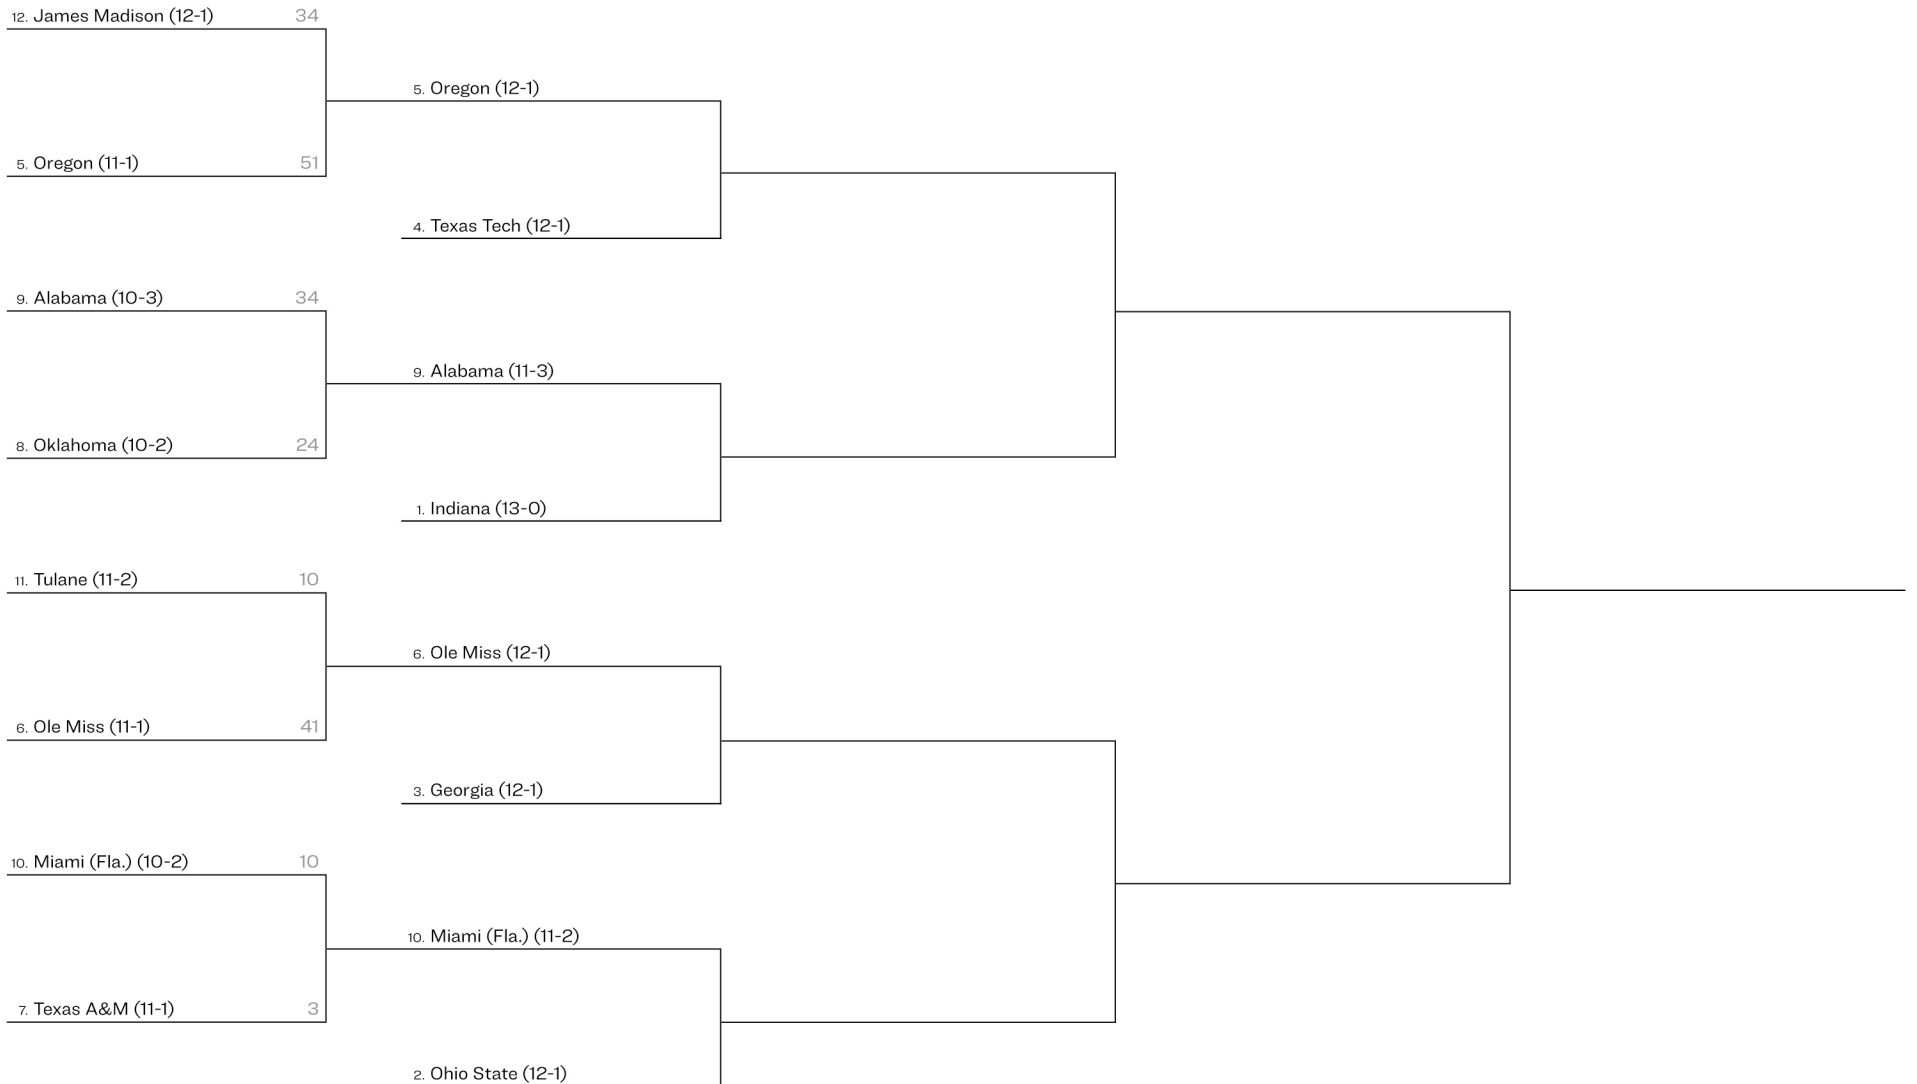 12. James Madison (12-1) 34
5. Oregon (12-1)
5. Oregon (11-1) 51
4. Texas Tech (12-1)
9. Alabama (10-3) 34
9. Alabama (11-3)
8. Oklahoma (10-2) 24
1. Indiana (13-0)
11. Tulane (11-2) 10
6. Ole Miss (12-1)
6. Ole Miss (11-1) 41
3. Georgia (12-1)
10. Miami (Fla.) (10-2) 10
10. Miami (Fla.) (11-2)
7. Texas A&M (11-1) 3
2. Ohio State (12-1)